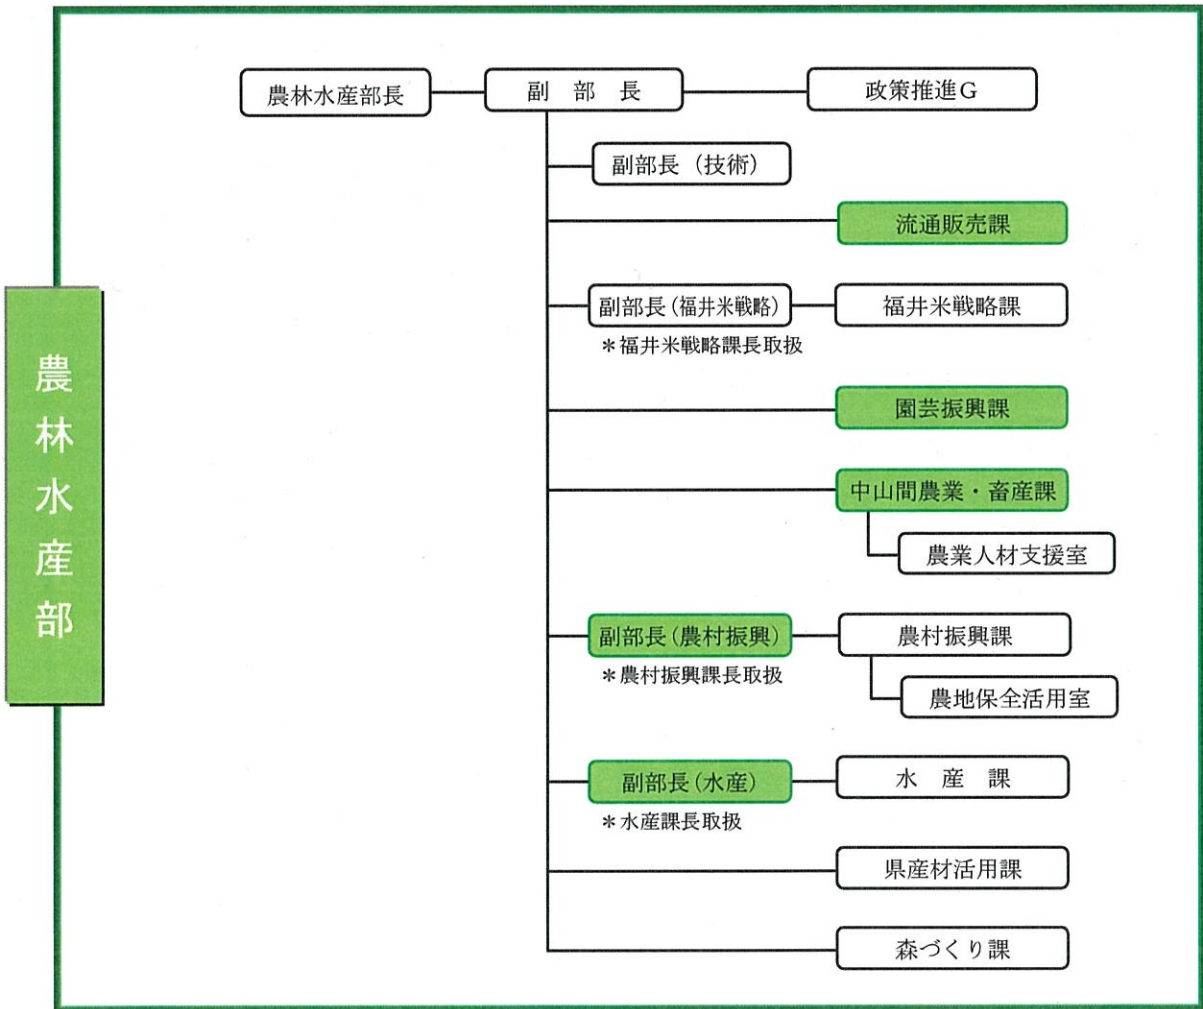 農林水産部
農林水産部長
副部長
政策推進G
副部長（技術）
流通販売課
副部長（福井米戦略）
福井米戦略課
＊福井米戦略課長取扱
園芸振興課
中山間農業・畜産課
農業人材支援室
副部長（農村振興）
農村振興課
＊農村振興課長取扱
農地保全活用室
副部長（水産）
水産課
＊水産課長取扱
県産材活用課
森づくり課